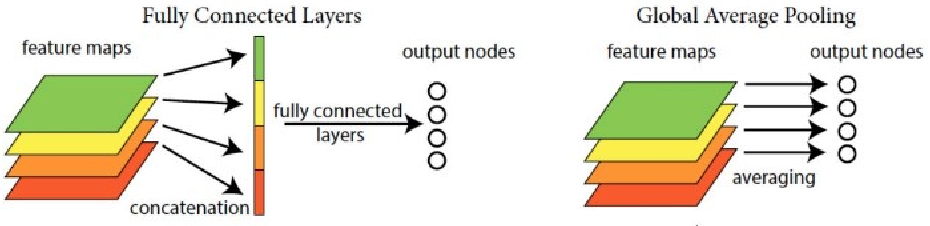 Fully Connected Layers
feature maps
output nodes
fully connected
layers
concatenation
Global Average Pooling
feature maps
output nodes
averaging